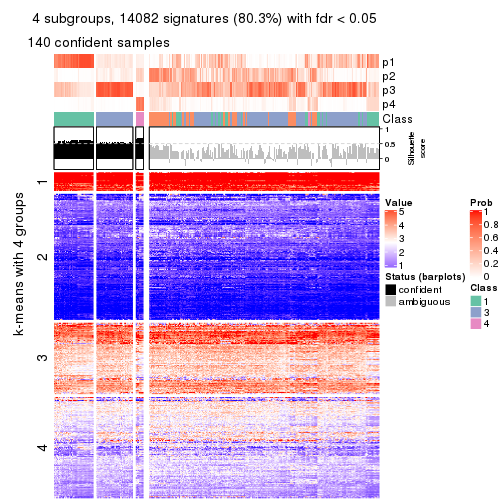 4 subgroups, 14082 signatures (80.3%) with fdr < 0.05
140 confident samples
p1
p2
p3
p4
Class
1
0.5
0
Silhouette
score
k-means with 4 groups
1
2
3
4
Value
5
4
3
2
1
Status (barplots)
confident
ambiguous
Prob
1
0.8
0.6
0.4
0.2
0
Class
1
3
4